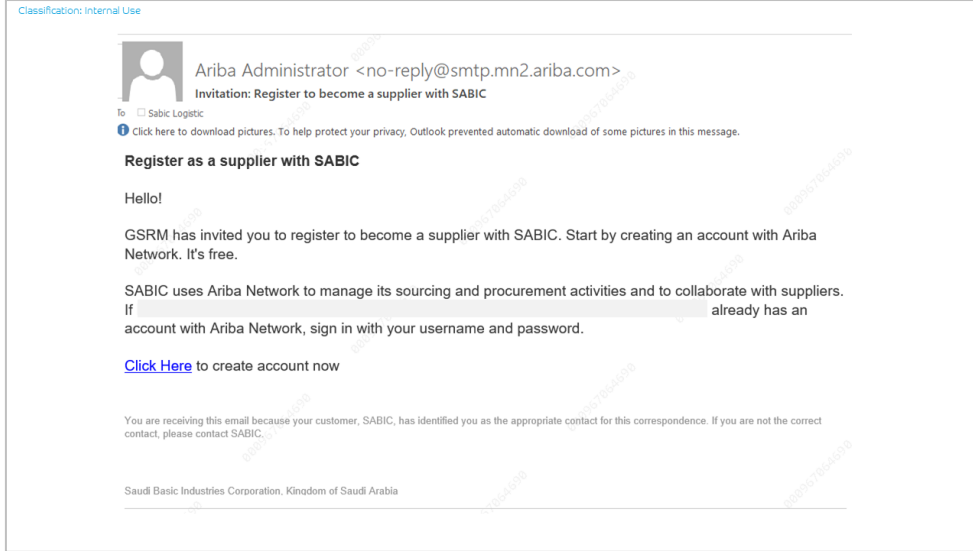 Classification: Internal Use
Ariba Administrator <no-reply@smtp.mn2.ariba.com>
Invitation: Register to become a supplier with SABIC
To Sabic Logistic
Click here to download pictures. To help protect your privacy, Outlook prevented automatic download of some pictures in this message.
Register as a supplier with SABIC
Hello!
GSRM has invited you to register to become a supplier with SABIC. Start by creating an account with Ariba
Network. It's free.
SABIC uses Ariba Network to manage its sourcing and procurement activities and to collaborate with suppliers.
If already has an
account with Ariba Network, sign in with your username and password.
Click Here to create account now
You are receiving this email because your customer, SABIC, has identified you as the appropriate contact for this correspondence. If you are not the correct
contact, please contact SABIC.
Saudi Basic Industries Corporation, Kingdom of Saudi Arabia